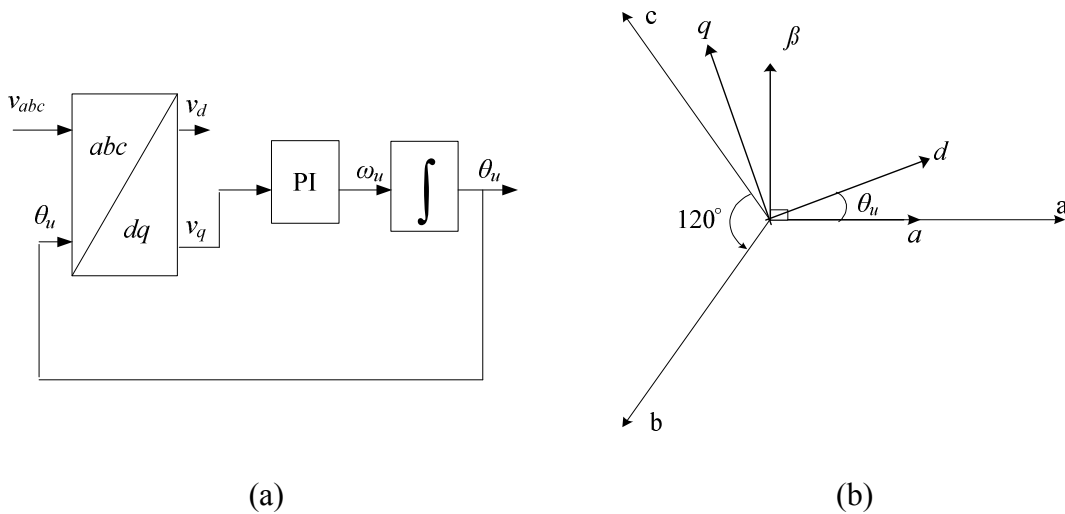 v_abc
abc
θ_u
dq
v_d
v_q
PI
ω_u
∫
θ_u
(a)
c
q
β
d
θ_u
a
a
120°
b
(b)